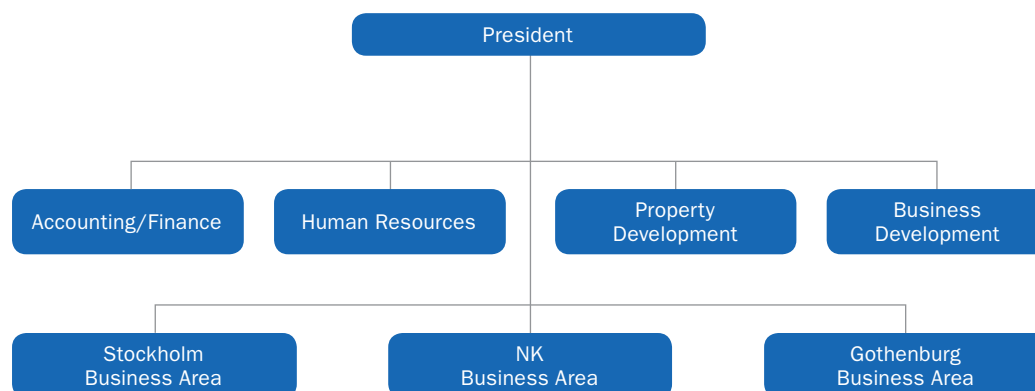 President
Accounting/Finance
Human Resources
Property
Development
Business
Development
Stockholm
Business Area
NK
Business Area
Gothenburg
Business Area